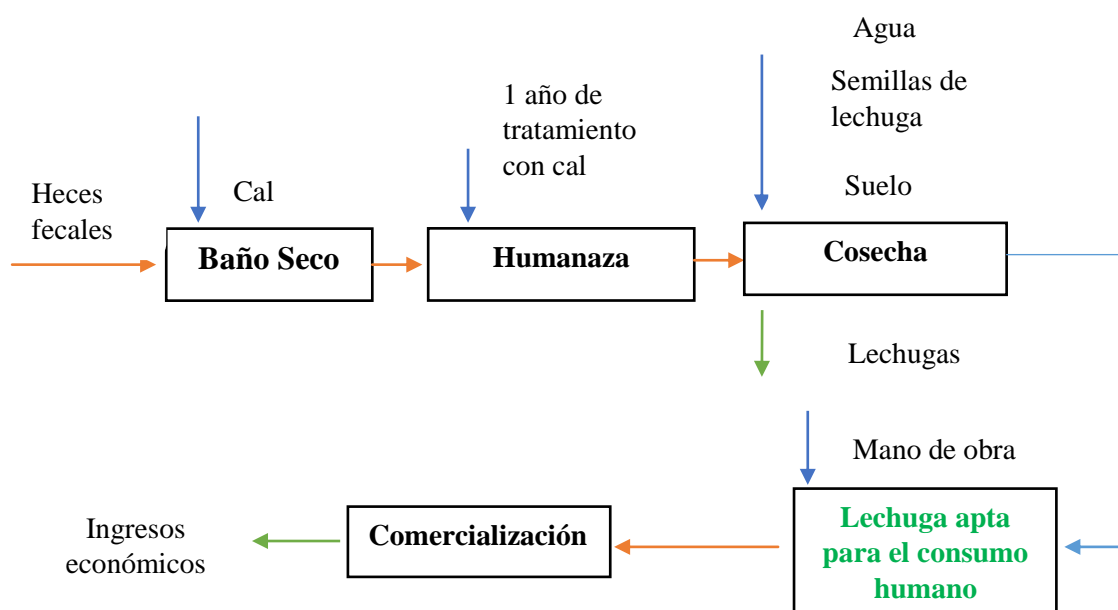 Agua
Semillas de
lechuga
1 año de
tratamiento
con cal
Suelo
Cal
Heces
fecales
Baño Seco
Humanaza
Cosecha
Lechugas
Mano de obra
Lechuga apta
para el consumo
humano
Comercialización
Ingresos
económicos